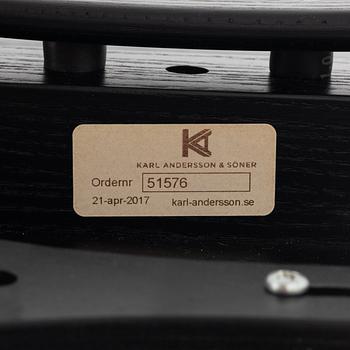 KA
KARL ANDERSSON & SÖNER
Ordernr 51576
21-apr-2017 karl-andersson.se